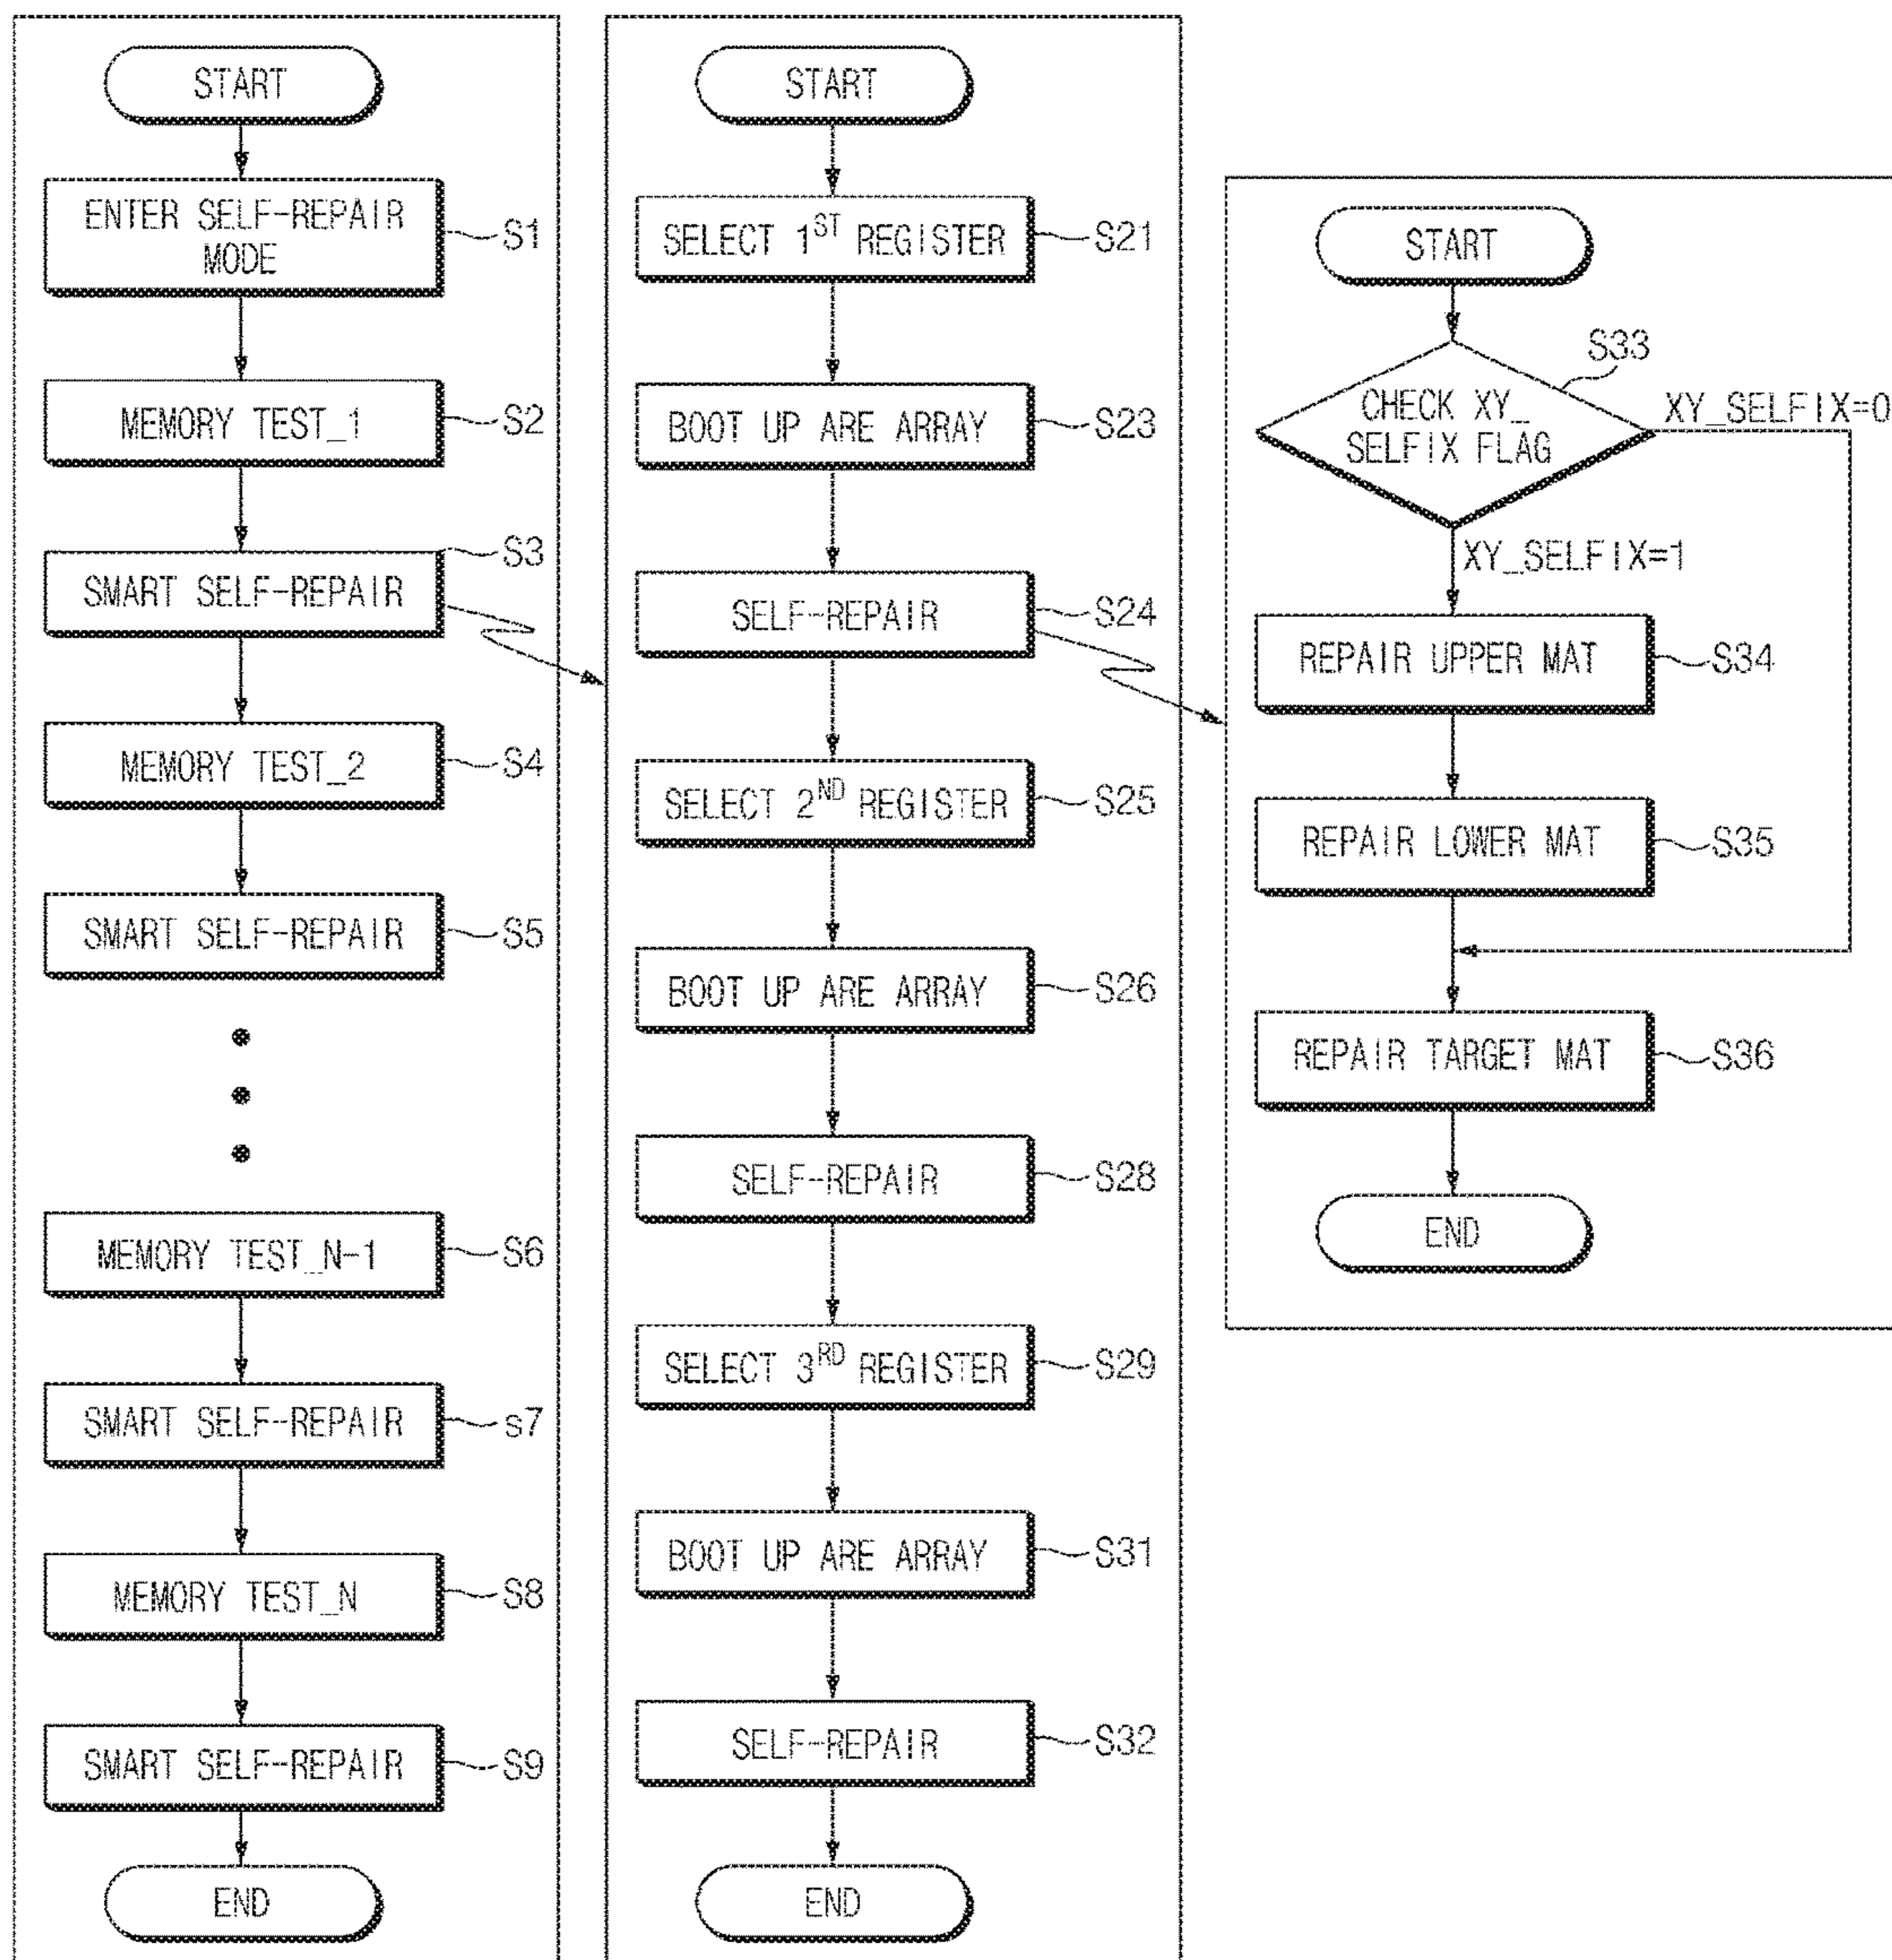 START
ENTER SELF-REPAIR
MODE
S1
MEMORY TEST_1
S2
S3
SMART SELF-REPAIR
MEMORY TEST_2
S4
SMART SELF-REPAIR
S5
MEMORY TEST_N-1
S6
SMART SELF-REPAIR
s7
MEMORY TEST_N
S8
SMART SELF-REPAIR
S9
END
START
SELECT 1ST REGISTER
S21
BOOT UP ARE ARRAY
S23
SELF-REPAIR
S24
SELECT 2ND REGISTER
S25
BOOT UP ARE ARRAY
S26
SELF-REPAIR
S28
SELECT 3RD REGISTER
S29
BOOT UP ARE ARRAY
S31
SELF-REPAIR
S32
END
START
S33
CHECK XY_
SELFIX FLAG
XY_SELFIX=0
XY_SELFIX=1
REPAIR UPPER MAT
S34
REPAIR LOWER MAT
S35
REPAIR TARGET MAT
S36
END